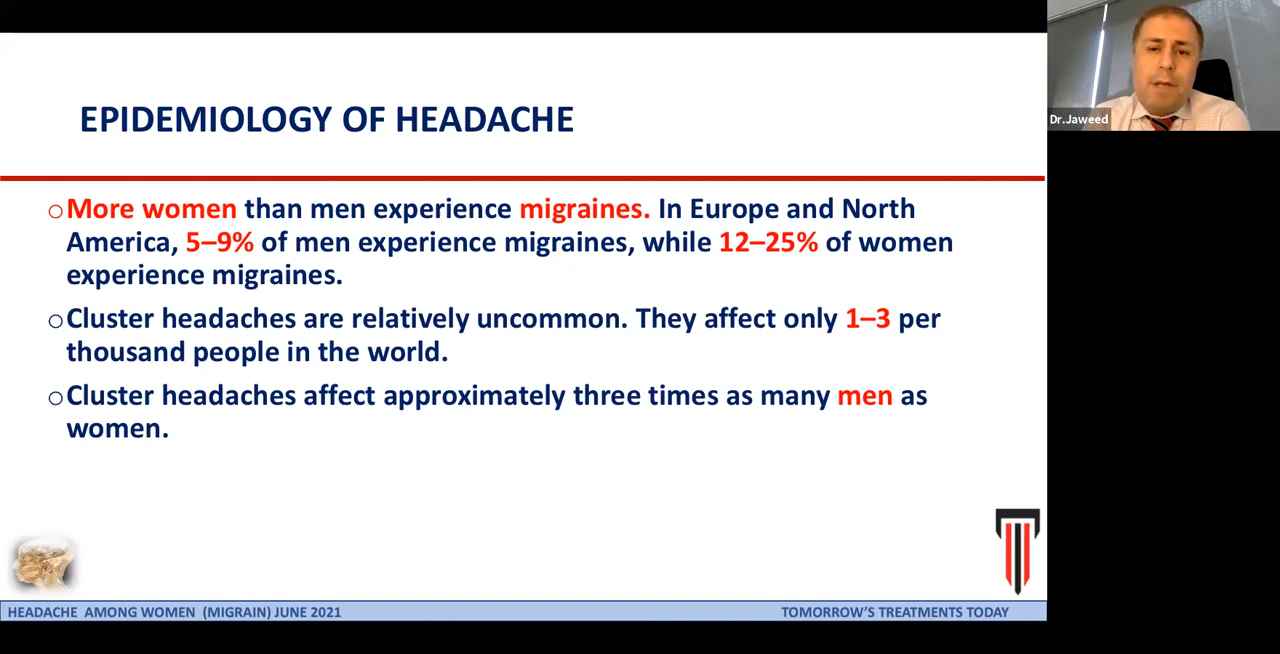 EPIDEMIOLOGY OF HEADACHE
Dr.Jaweed
More women than men experience migraines. In Europe and North
America, 5–9% of men experience migraines, while 12–25% of women
experience migraines.
Cluster headaches are relatively uncommon. They affect only 1–3 per
thousand people in the world.
Cluster headaches affect approximately three times as many men as
women.
HEADACHE AMONG WOMEN (MIGRAIN) JUNE 2021
TOMORROW'S TREATMENTS TODAY